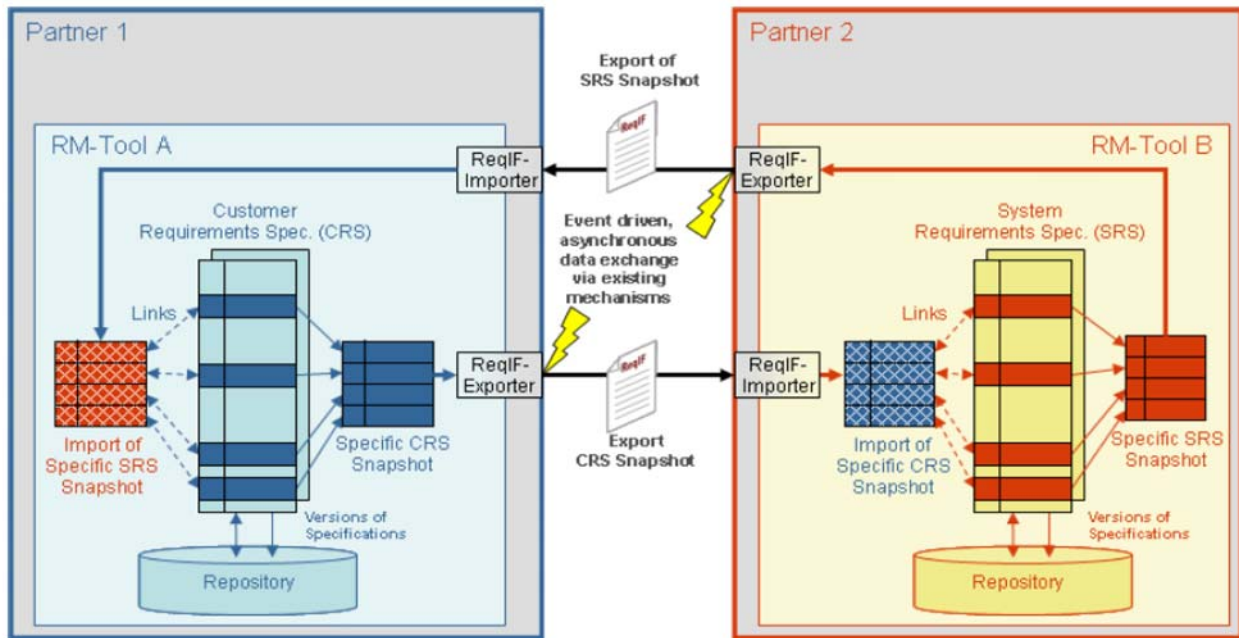 Partner 1
Partner 2
Export of
SRS Snapshot
ReqIF
RM-Tool A
RM-Tool B
ReqIF-
Importer
ReqIF-
Exporter
Customer
Requirements Spec. (CRS)
Event driven,
asynchronous
data exchange
via existing
mechanisms
System
Requirements Spec. (SRS)
Links
Links
ReqIF-
Exporter
ReqIF
ReqIF-
Importer
Import of
Specific SRS
Snapshot
Specific CRS
Snapshot
Export
CRS Snapshot
Import of
Specific CRS
Snapshot
Specific SRS
Snapshot
Versions of
Specifications
Versions of
Specifications
Repository
Repository